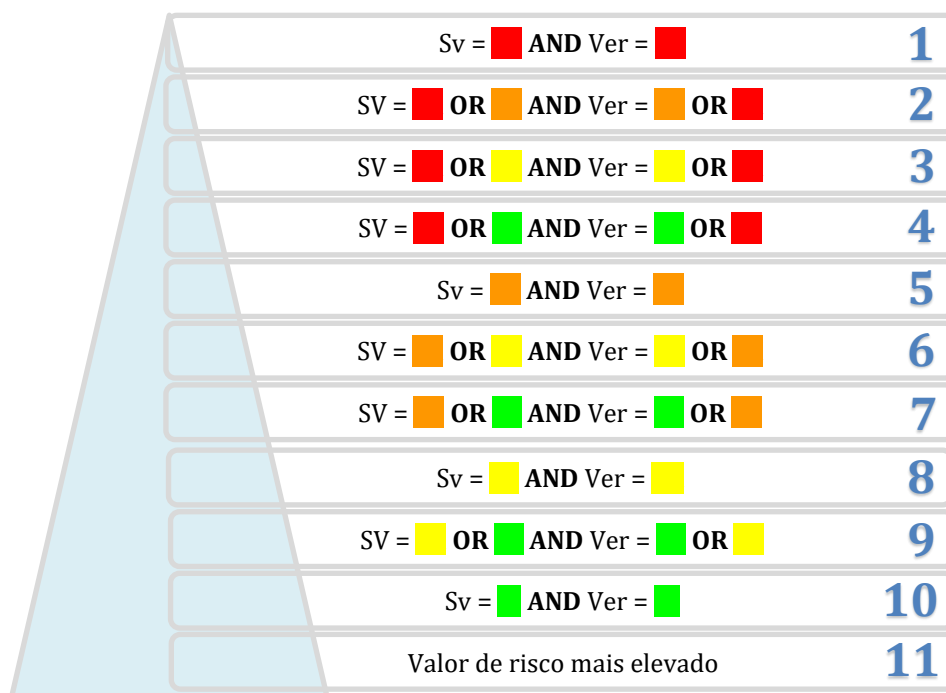 Sv = AND Ver = 1
SV = OR AND Ver = OR 2
SV = OR AND Ver = OR 3
SV = OR AND Ver = OR 4
Sv = AND Ver = 5
SV = OR AND Ver = OR 6
SV = OR AND Ver = OR 7
Sv = AND Ver = 8
SV = OR AND Ver = OR 9
Sv = AND Ver = 10
Valor de risco mais elevado 11